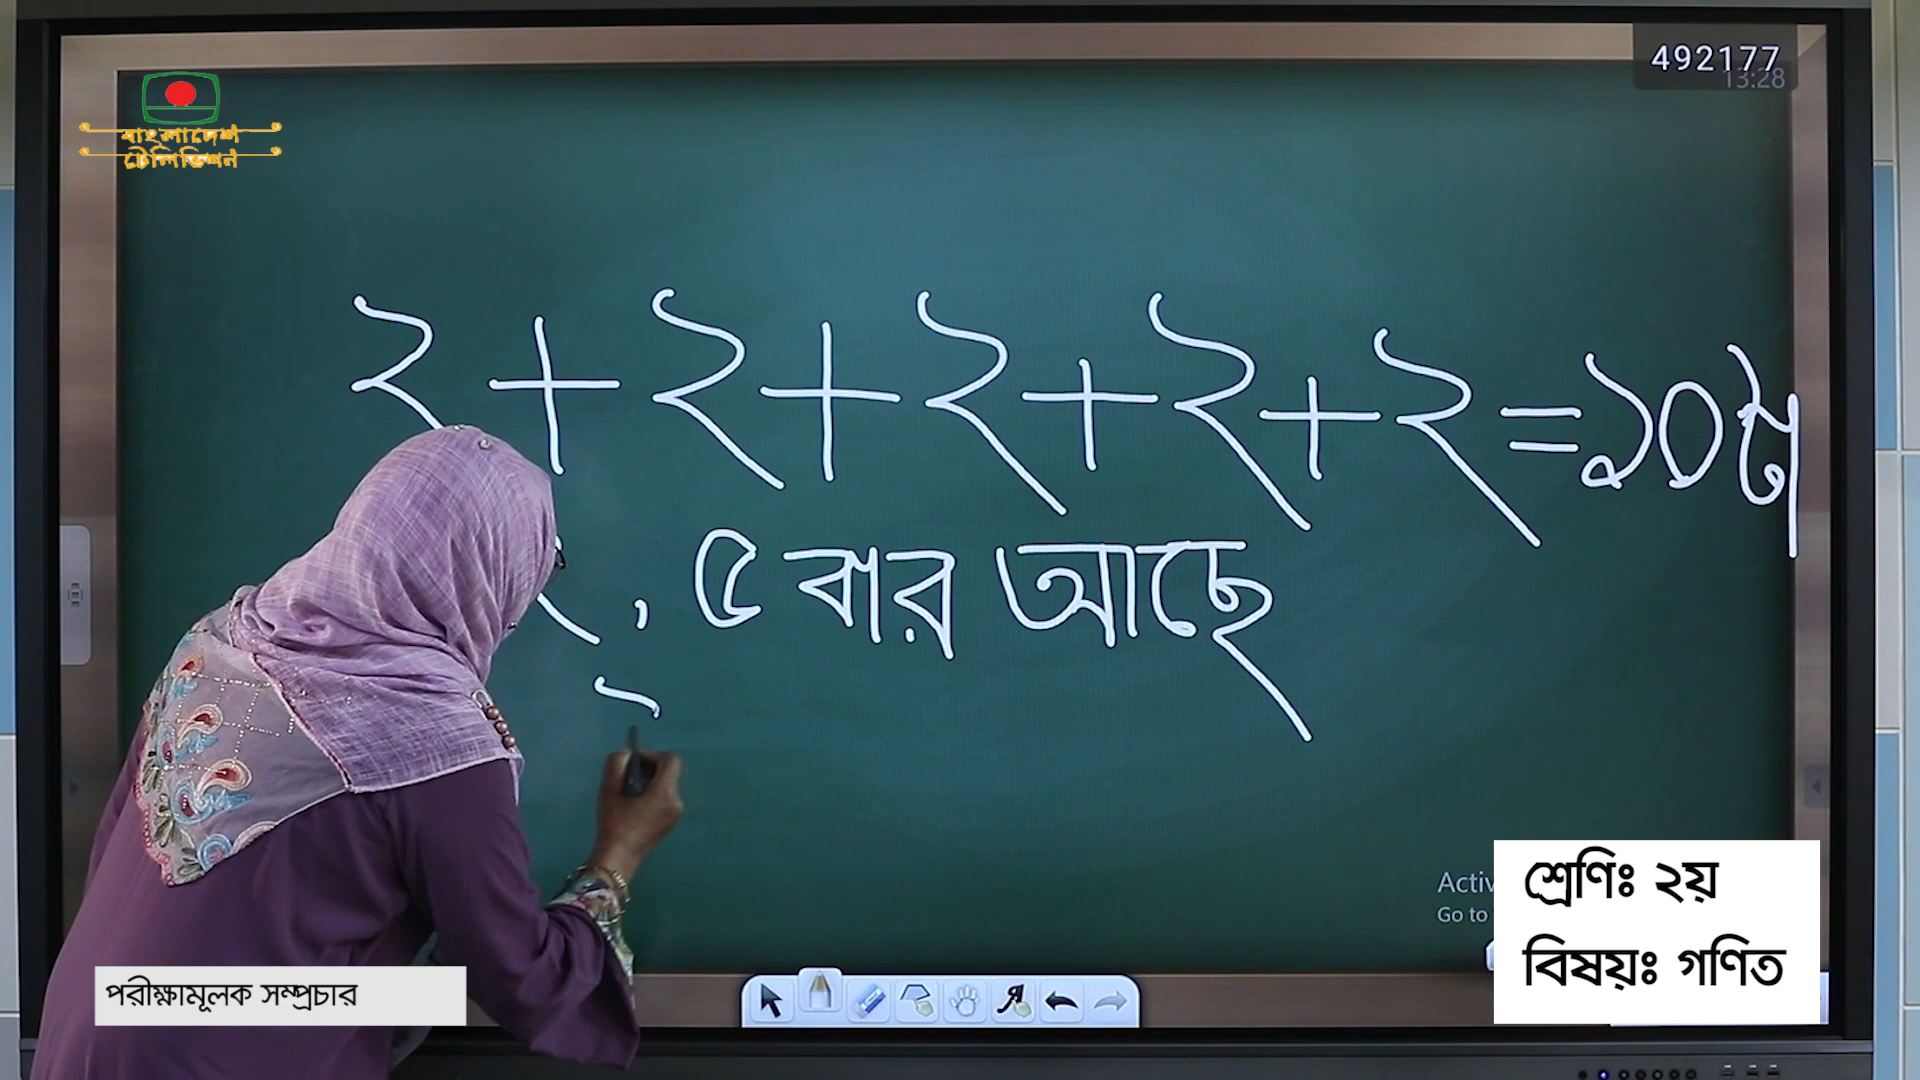 492177
13:28
বাংলাদেশ
টেলিভিশন
২+২+২+২+২=১০টা
২, ৫ বার আছে
Activ
Go to
শ্রেণিঃ ২য়
বিষয়ঃ গণিত
পরীক্ষামূলক সম্প্রচার